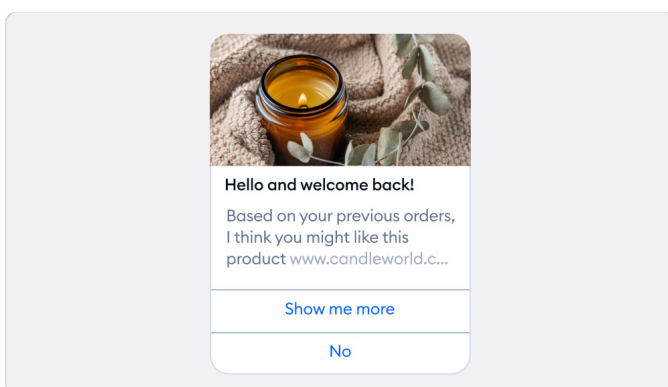 Hello and welcome back!
Based on your previous orders,
I think you might like this
product www.candleworld.c...
Show me more
No